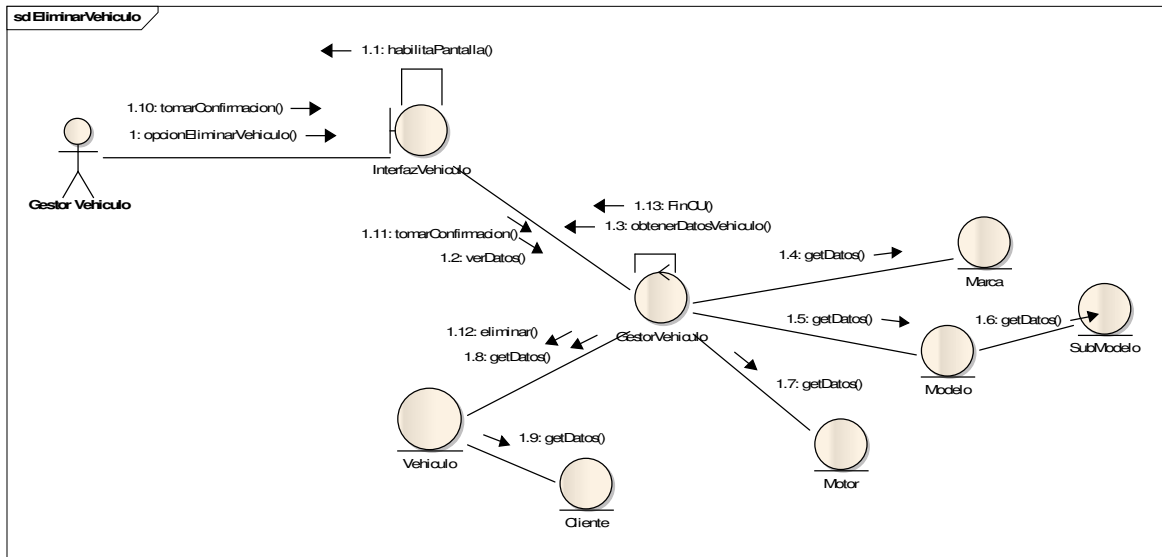 sd EliminarVehiculo
1.1: habilitaPantalla()
1.10: tomarConfirmacion()
1: opcionEliminarVehiculo()
InterfazVehiculo
Gestor Vehiculo
1.13: FinCU()
1.3: obtenerDatosVehiculo()
1.11: tomarConfirmacion()
1.2: verDatos()
1.4: getDatos()
Marca
1.5: getDatos()
1.6: getDatos()
SubModelo
1.12: eliminar()
GestorVehiculo
1.8: getDatos()
Modelo
1.7: getDatos()
1.9: getDatos()
Vehiculo
Motor
Cliente